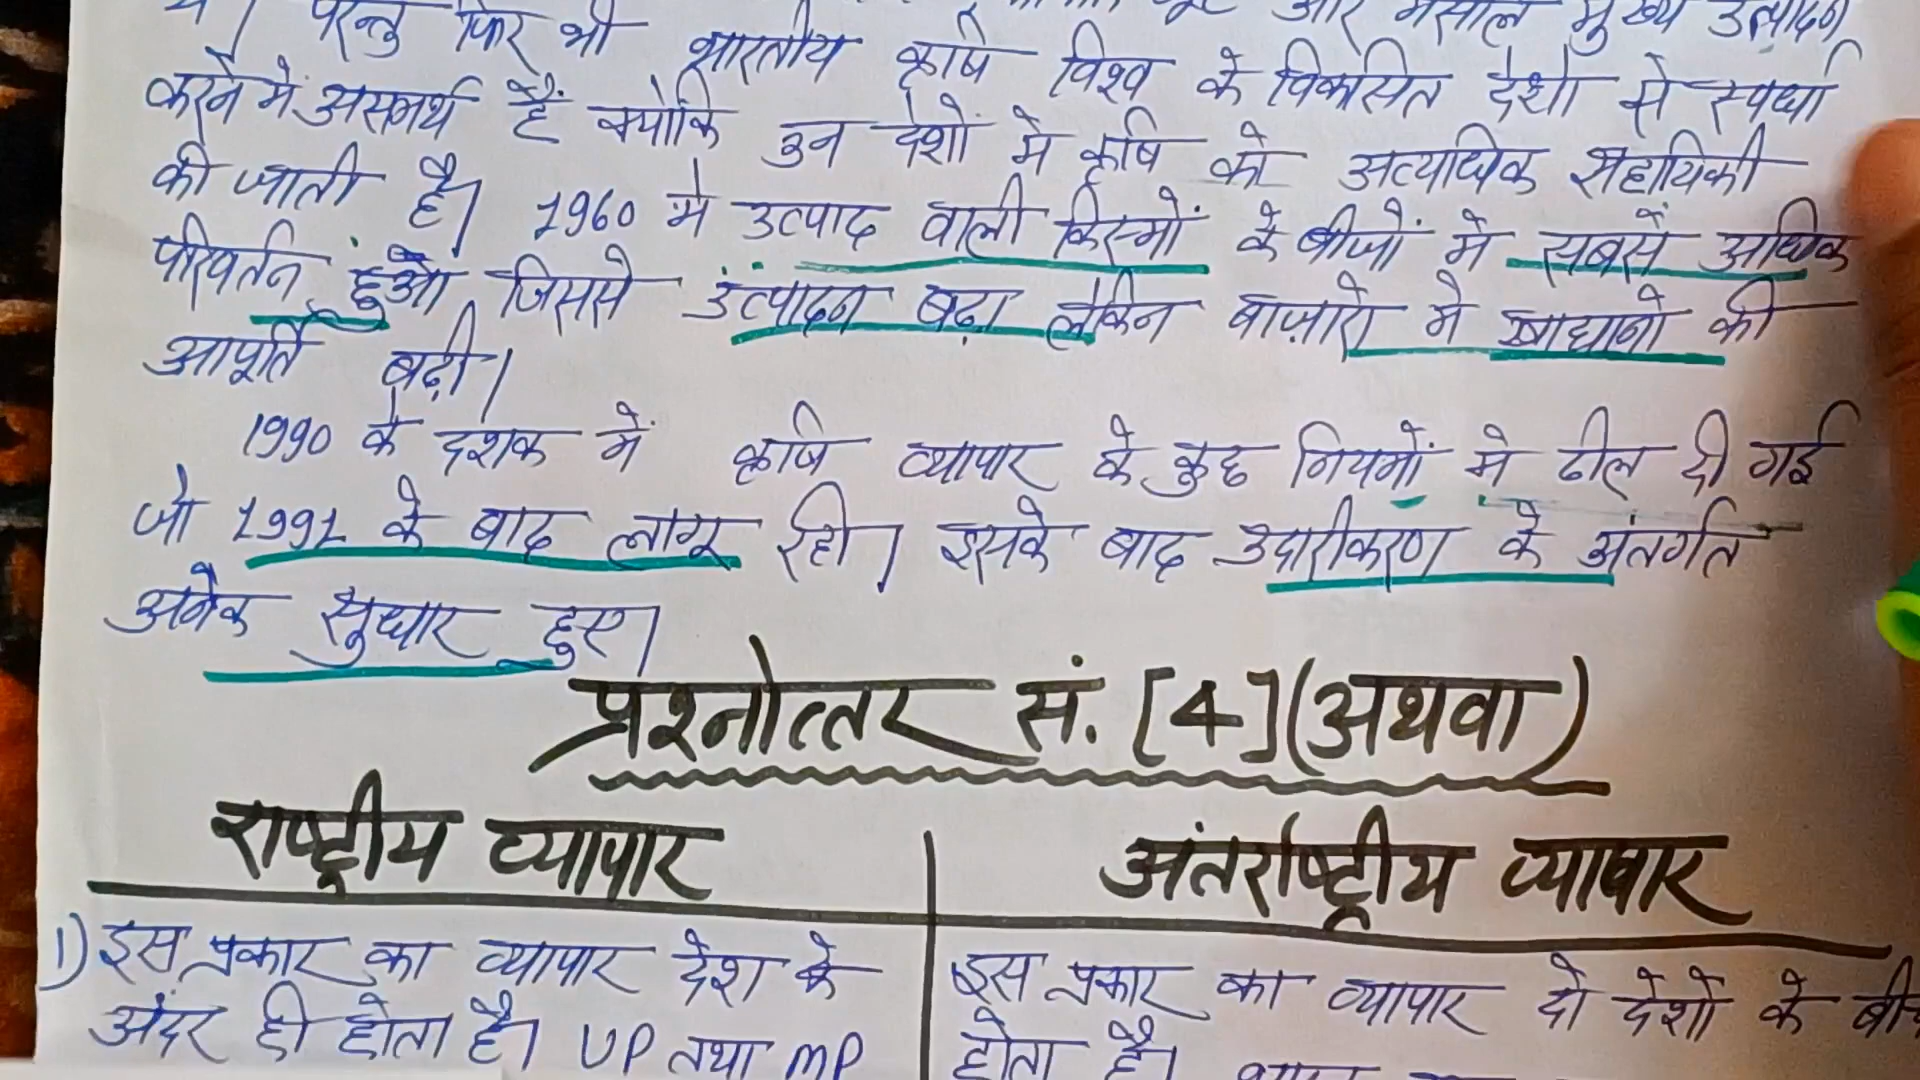 परन्तु फिर भी भारतीय कृषि विश्व के विकसित देशों से स्पर्धा
करने में असमर्थ है क्योंकि उन देशों में कृषि को अत्यधिक सहायिकी
की जाती है। 1960 में उत्पाद वाली किस्मों के बीजों में सबसे अधिक
परिवर्तन हुआ जिससे उत्पादन बढ़ा लेकिन बाज़ारो में खाद्यानो की
आपूर्ति बढ़ी।
1990 के दशक में कृषि व्यापार के कुछ नियमों में ढील दी गई
जो 1991 के बाद लागू रही। इसके बाद उदारीकरण के अंतर्गत
अनेक सुधार हुए।
प्रश्नोत्तर सं. [4] (अथवा)
राष्ट्रीय व्यापार
अंतर्राष्ट्रीय व्यापार
1) इस प्रकार का व्यापार देश के
अंदर ही होता है। UP तथा MP
इस प्रकार का व्यापार दो देशों के बीच
होता है।